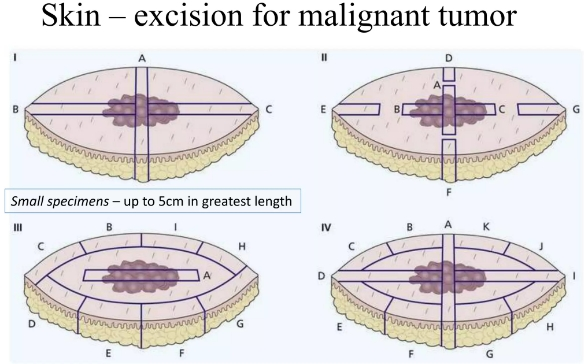 Skin – excision for malignant tumor
I
A
B
C
II
D
A
E
B
C
G
F
Small specimens – up to 5cm in greatest length
III
B
I
C
H
A
D
G
E
F
IV
A
B
K
C
J
D
I
E
H
F
G